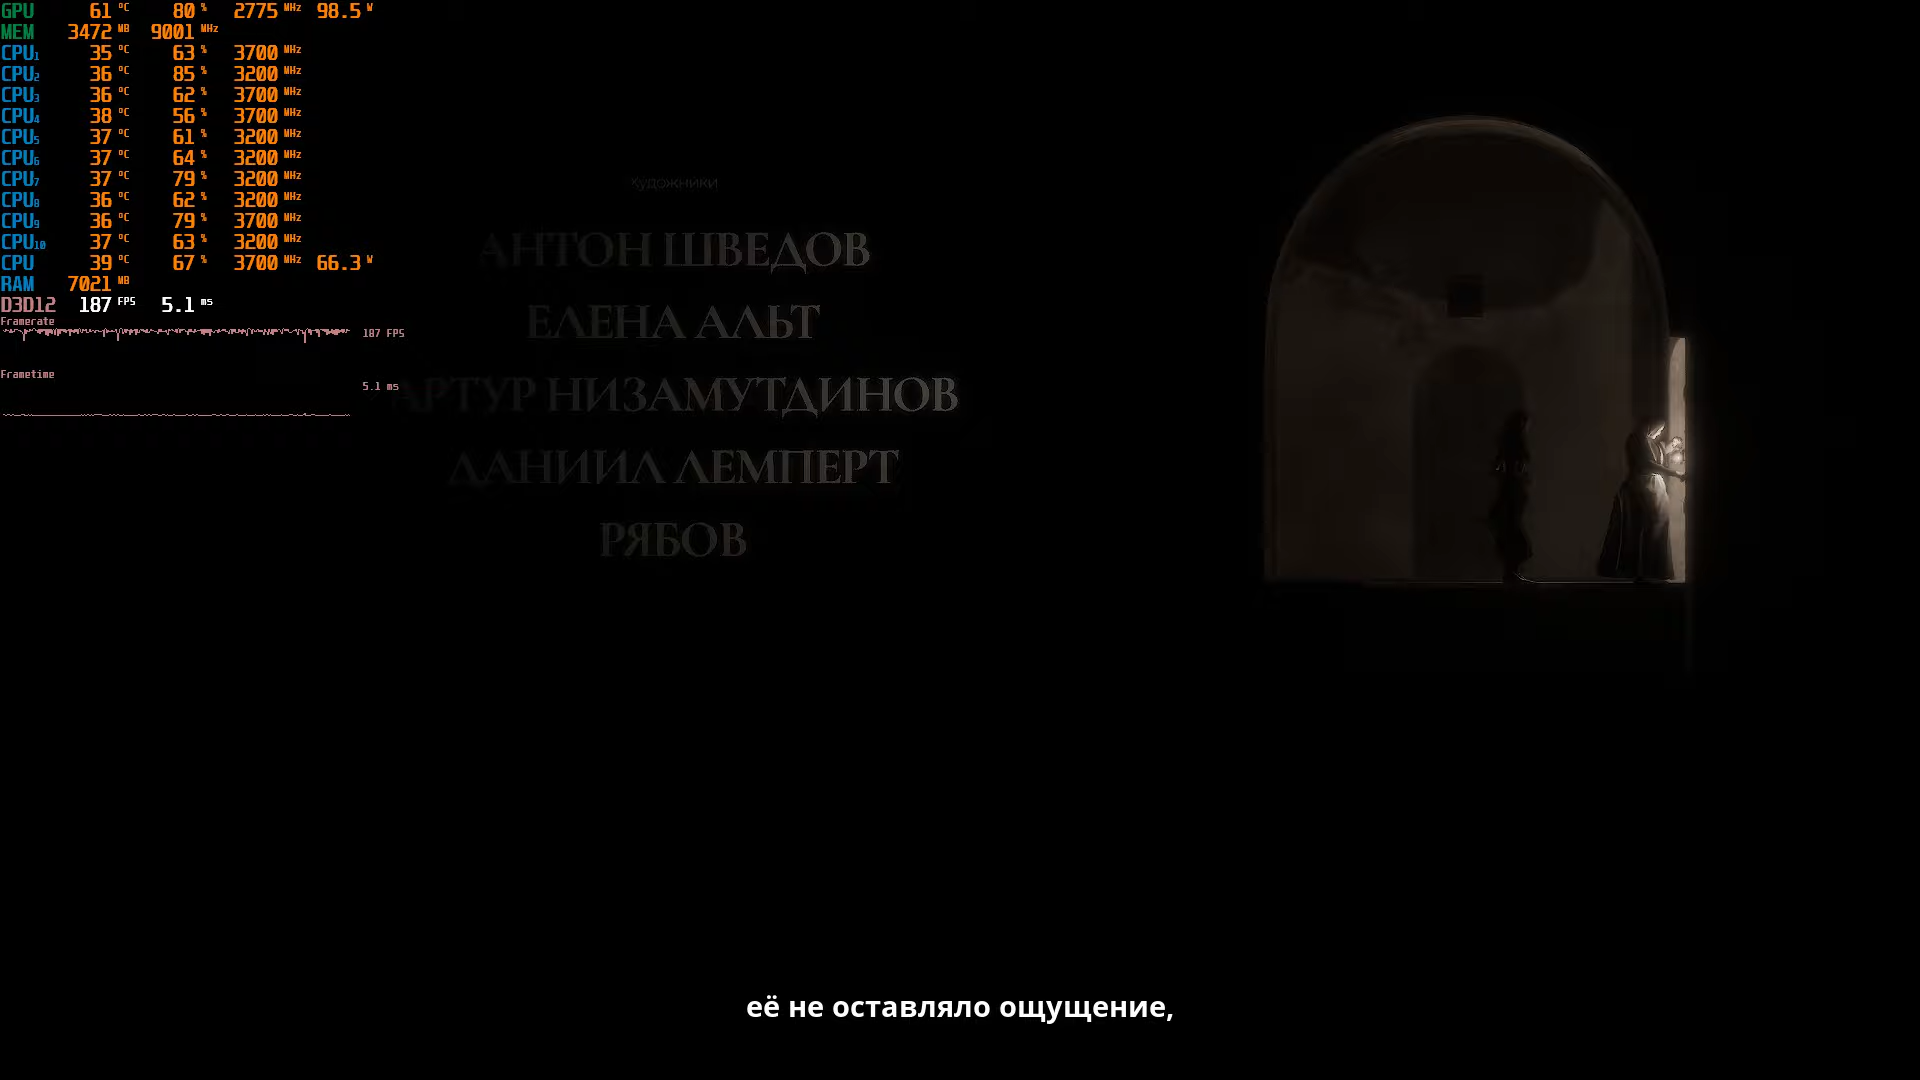 GPU 61 °C 80 % 2775 MHz 98.5 W
MEM 3472 MB 9001 MHz
CPU1 35 °C 63 % 3700 MHz
CPU2 36 °C 85 % 3200 MHz
CPU3 36 °C 62 % 3700 MHz
CPU4 38 °C 56 % 3700 MHz
CPU5 37 °C 61 % 3200 MHz
CPU6 37 °C 64 % 3200 MHz
CPU7 37 °C 79 % 3200 MHz
CPU8 36 °C 62 % 3200 MHz
CPU9 36 °C 79 % 3700 MHz
CPU10 37 °C 63 % 3200 MHz
CPU 39 °C 67 % 3700 MHz 66.3 W
RAM 7021 MB
D3D12 187 FPS 5.1 ms
Framerate
187 FPS
Frametime
5.1 ms
Художники
АНТОН ШВЕДОВ
ЕЛЕНА АЛЬТ
АРТУР НИЗАМУТДИНОВ
ДАНИИЛ ЛЕМПЕРТ
РЯБОВ
её не оставляло ощущение,